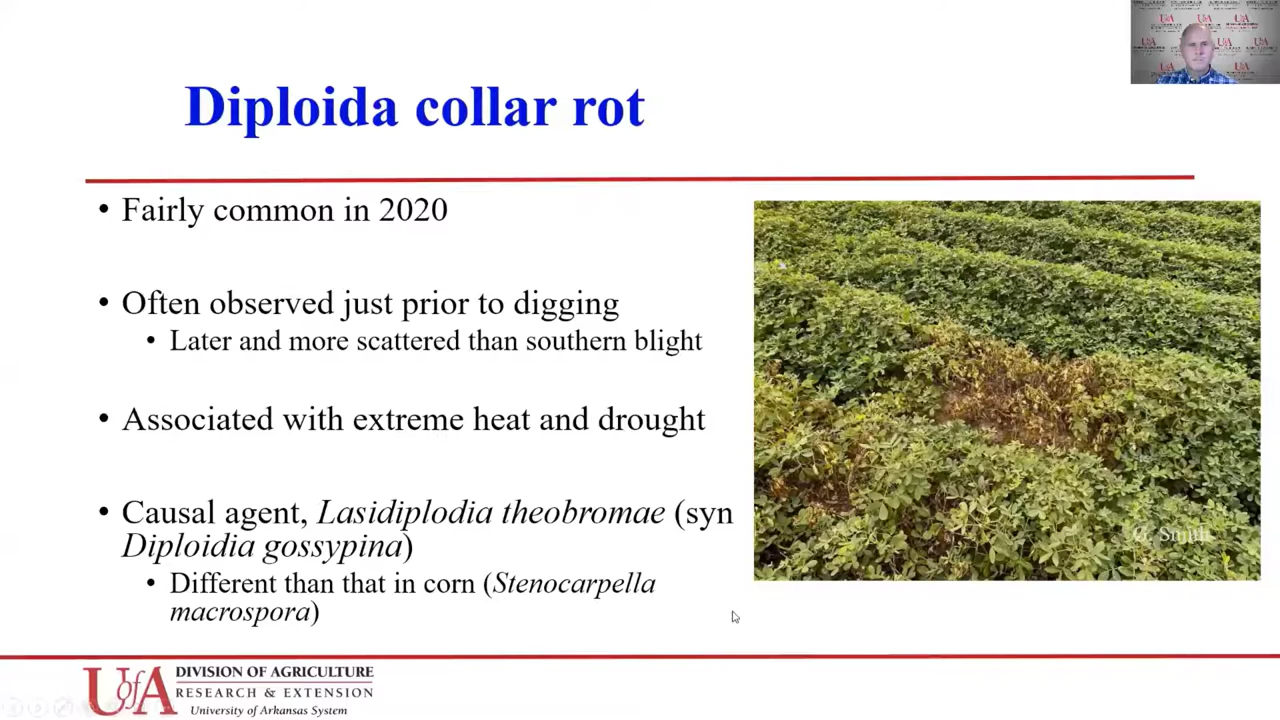 Diploida collar rot
• Fairly common in 2020
• Often observed just prior to digging
• Later and more scattered than southern blight
• Associated with extreme heat and drought
• Causal agent, Lasidiplodia theobromae (syn
Diploidia gossypina)
• Different than that in corn (Stenocarpella
macrospora)
G. Smith
UofA
DIVISION OF AGRICULTURE
RESEARCH & EXTENSION
University of Arkansas System